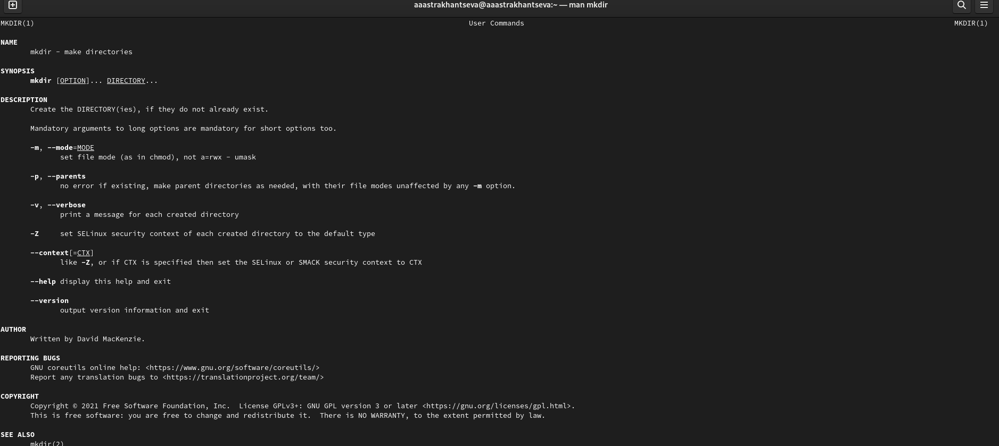 aaastrakhantseva@aaastrakhantseva:~ — man mkdir
MKDIR(1) User Commands MKDIR(1)
NAME
mkdir - make directories
SYNOPSIS
mkdir [OPTION]... DIRECTORY...
DESCRIPTION
Create the DIRECTORY(ies), if they do not already exist.
Mandatory arguments to long options are mandatory for short options too.
-m, --mode=MODE
set file mode (as in chmod), not a=rwx - umask
-p, --parents
no error if existing, make parent directories as needed, with their file modes unaffected by any -m option.
-v, --verbose
print a message for each created directory
-Z set SELinux security context of each created directory to the default type
--context[=CTX]
like -Z, or if CTX is specified then set the SELinux or SMACK security context to CTX
--help display this help and exit
--version
output version information and exit
AUTHOR
Written by David MacKenzie.
REPORTING BUGS
GNU coreutils online help: <https://www.gnu.org/software/coreutils/>
Report any translation bugs to <https://translationproject.org/team/>
COPYRIGHT
Copyright © 2021 Free Software Foundation, Inc. License GPLv3+: GNU GPL version 3 or later <https://gnu.org/licenses/gpl.html>.
This is free software: you are free to change and redistribute it. There is NO WARRANTY, to the extent permitted by law.
SEE ALSO
mkdir(2)